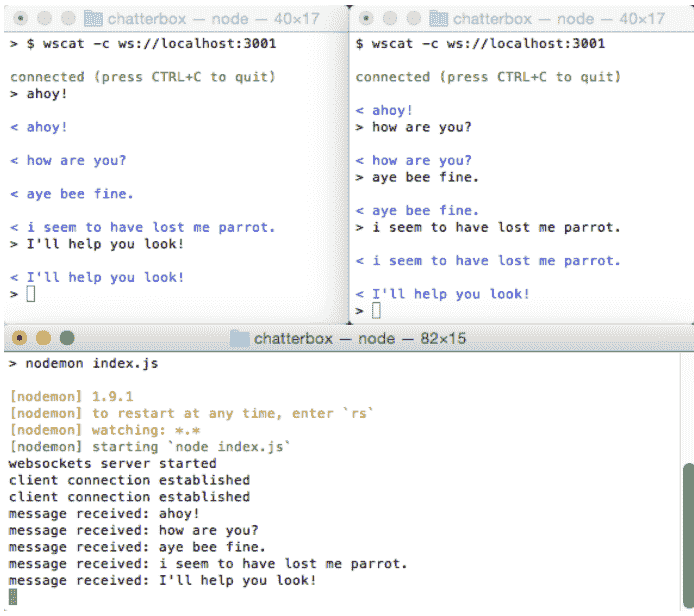 chatterbox — node — 40×17
> $ wscat -c ws://localhost:3001
connected (press CTRL+C to quit)
> ahoy!
< ahoy!
< how are you?
< aye bee fine.
< i seem to have lost me parrot.
> I'll help you look!
< I'll help you look!
>
chatterbox — node — 40×17
$ wscat -c ws://localhost:3001
connected (press CTRL+C to quit)
< ahoy!
> how are you?
< how are you?
> aye bee fine.
< aye bee fine.
> i seem to have lost me parrot.
< i seem to have lost me parrot.
< I'll help you look!
>
chatterbox — node — 82×15
> nodemon index.js
[nodemon] 1.9.1
[nodemon] to restart at any time, enter `rs`
[nodemon] watching: *.*
[nodemon] starting `node index.js`
websockets server started
client connection established
client connection established
message received: ahoy!
message received: how are you?
message received: aye bee fine.
message received: i seem to have lost me parrot.
message received: I'll help you look!